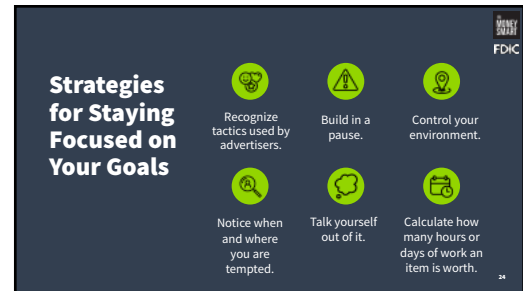 MONEY
SMART
FDIC
Strategies
for Staying
Focused on
Your Goals
Recognize
tactics used by
advertisers.
Build in a
pause.
Control your
environment.
Notice when
and where
you are
tempted.
Talk yourself
out of it.
Calculate how
many hours or
days of work an
item is worth.
24